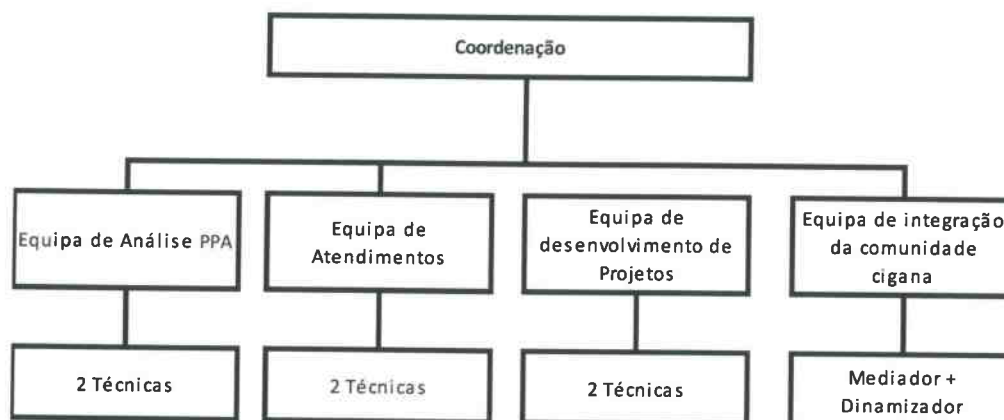 Coordenação
Equipa de Análise PPA
Equipa de
Atendimentos
Equipa de
desenvolvimento de
Projetos
Equipa de integração
da comunidade
cigana
2 Técnicas
2 Técnicas
2 Técnicas
Mediador +
Dinamizador